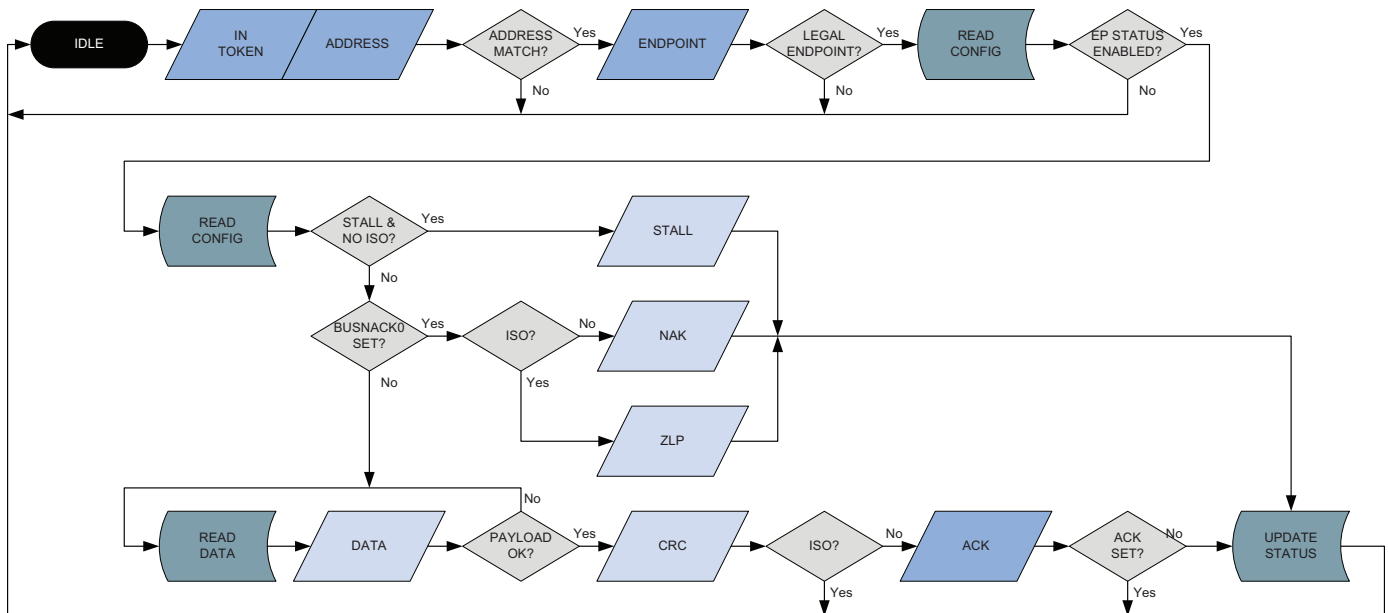 IDLE
IN
TOKEN
ADDRESS
ADDRESS
MATCH?
Yes
No
ENDPOINT
LEGAL
ENDPOINT?
Yes
No
READ
CONFIG
EP STATUS
ENABLED?
Yes
No
READ
CONFIG
STALL &
NO ISO?
Yes
No
STALL
BUSNACK0
SET?
Yes
No
ISO?
No
Yes
NAK
ZLP
READ
DATA
DATA
PAYLOAD
OK?
No
Yes
CRC
ISO?
No
Yes
ACK
ACK
SET?
No
Yes
UPDATE
STATUS